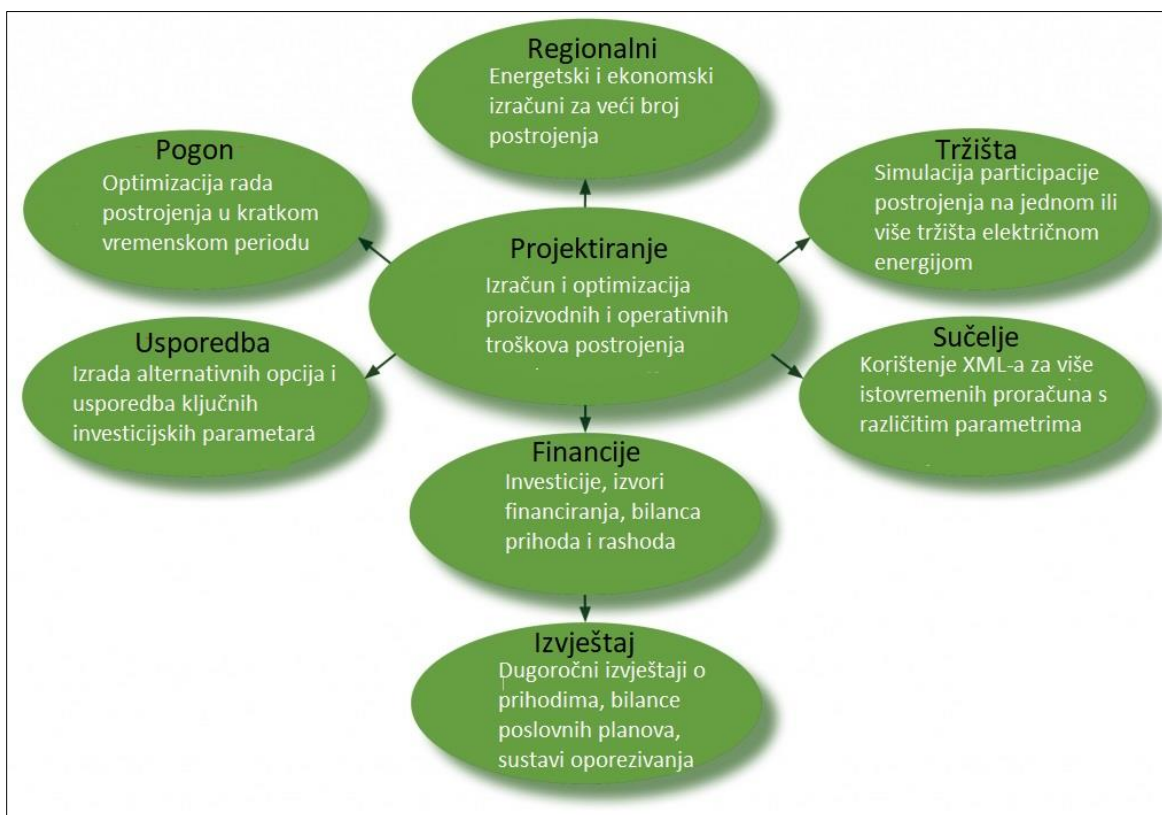 Regionalni
Energetski i ekonomski
izračuni za veći broj
postrojenja
Pogon
Optimizacija rada
postrojenja u kratkom
vremenskom periodu
Tržišta
Simulacija participacije
postrojenja na jednom ili
više tržišta električnom
energijom
Projektiranje
Izračun i optimizacija
proizvodnih i operativnih
troškova postrojenja
Usporedba
Izrada alternativnih opcija i
usporedba ključnih
investicijskih parametara
Sučelje
Korištenje XML-a za više
istovremenih proračuna s
različitim parametrima
Financije
Investicije, izvori
financiranja, bilanca
prihoda i rashoda
Izvještaj
Dugoročni izvještaji o
prihodima, bilance
poslovnih planova,
sustavi oporezivanja